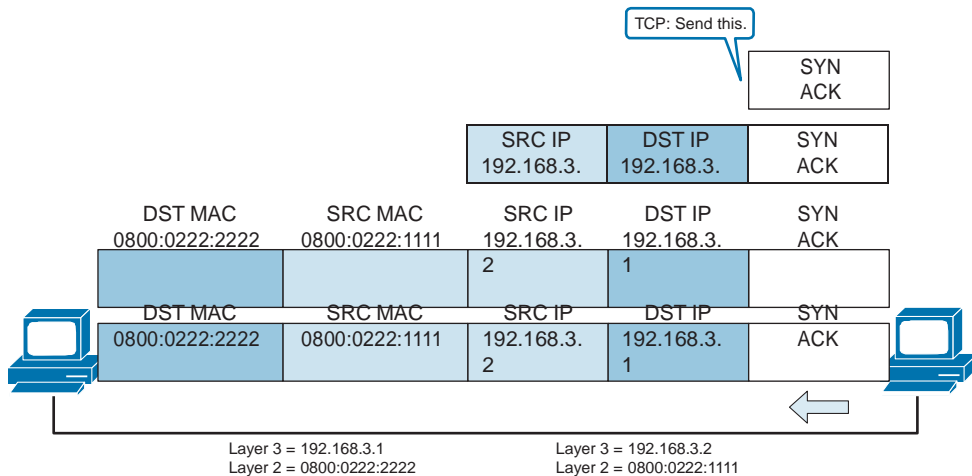 TCP: Send this.
SYN
ACK
SRC IP DST IP SYN
192.168.3. 192.168.3. ACK
DST MAC SRC MAC SRC IP DST IP SYN
0800:0222:2222 0800:0222:1111 192.168.3. 192.168.3. ACK
2 1
DST MAC SRC MAC SRC IP DST IP SYN
0800:0222:2222 0800:0222:1111 192.168.3. 192.168.3. ACK
2 1
Layer 3 = 192.168.3.1 Layer 3 = 192.168.3.2
Layer 2 = 0800:0222:2222 Layer 2 = 0800:0222:1111